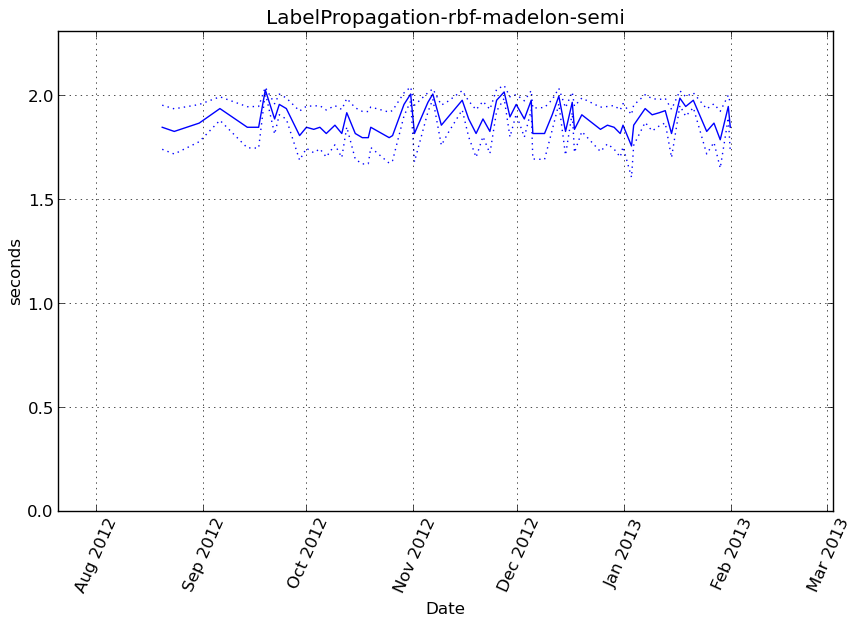 LabelPropagation-rbf-madelon-semi
seconds
2.0
1.5
1.0
0.5
0.0
Aug 2012
Sep 2012
Oct 2012
Nov 2012
Dec 2012
Jan 2013
Feb 2013
Mar 2013
Date